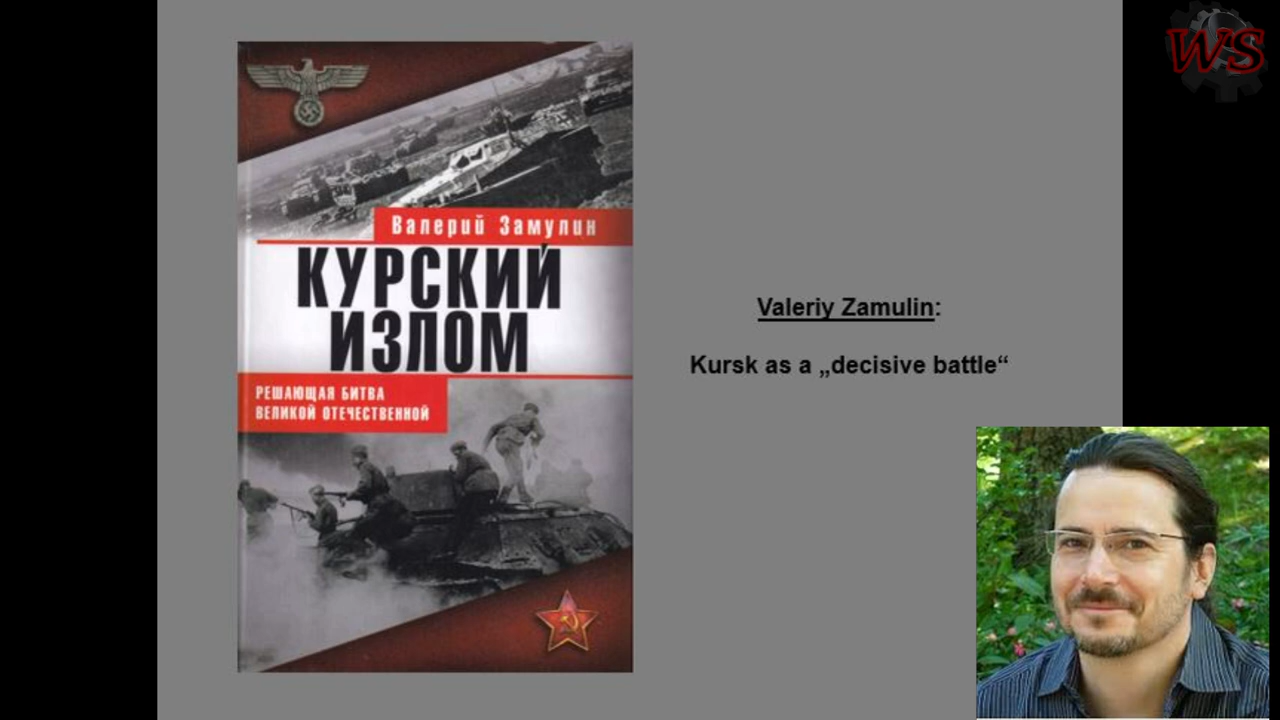 WS
Валерий Замулин
КУРСКИЙ
ИЗЛОМ
РЕШАЮЩАЯ БИТВА
ВЕЛИКОЙ ОТЕЧЕСТВЕННОЙ
Valeriy Zamulin:
Kursk as a „decisive battle“